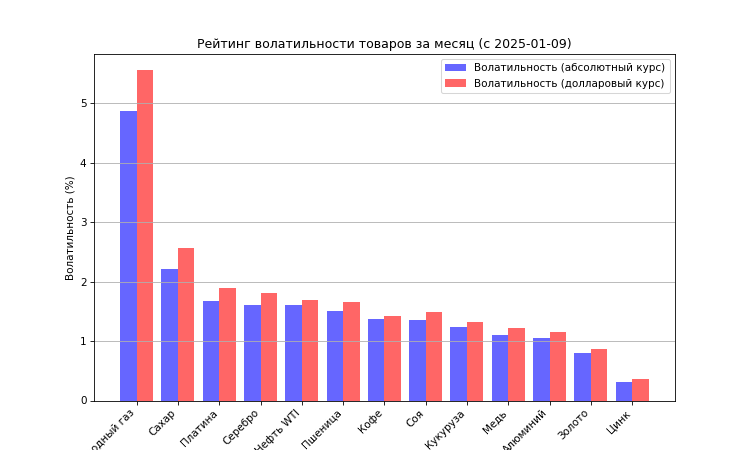 Рейтинг волатильности товаров за месяц (с 2025-01-09)
Волатильность (абсолютный курс)
Волатильность (долларовый курс)
Волатильность (%)
5
4
3
2
1
0
газ
Сахар
Платина
Серебро
Нефть WTI
Пшеница
Кофе
Соя
Кукуруза
Медь
Алюминий
Золото
Цинк